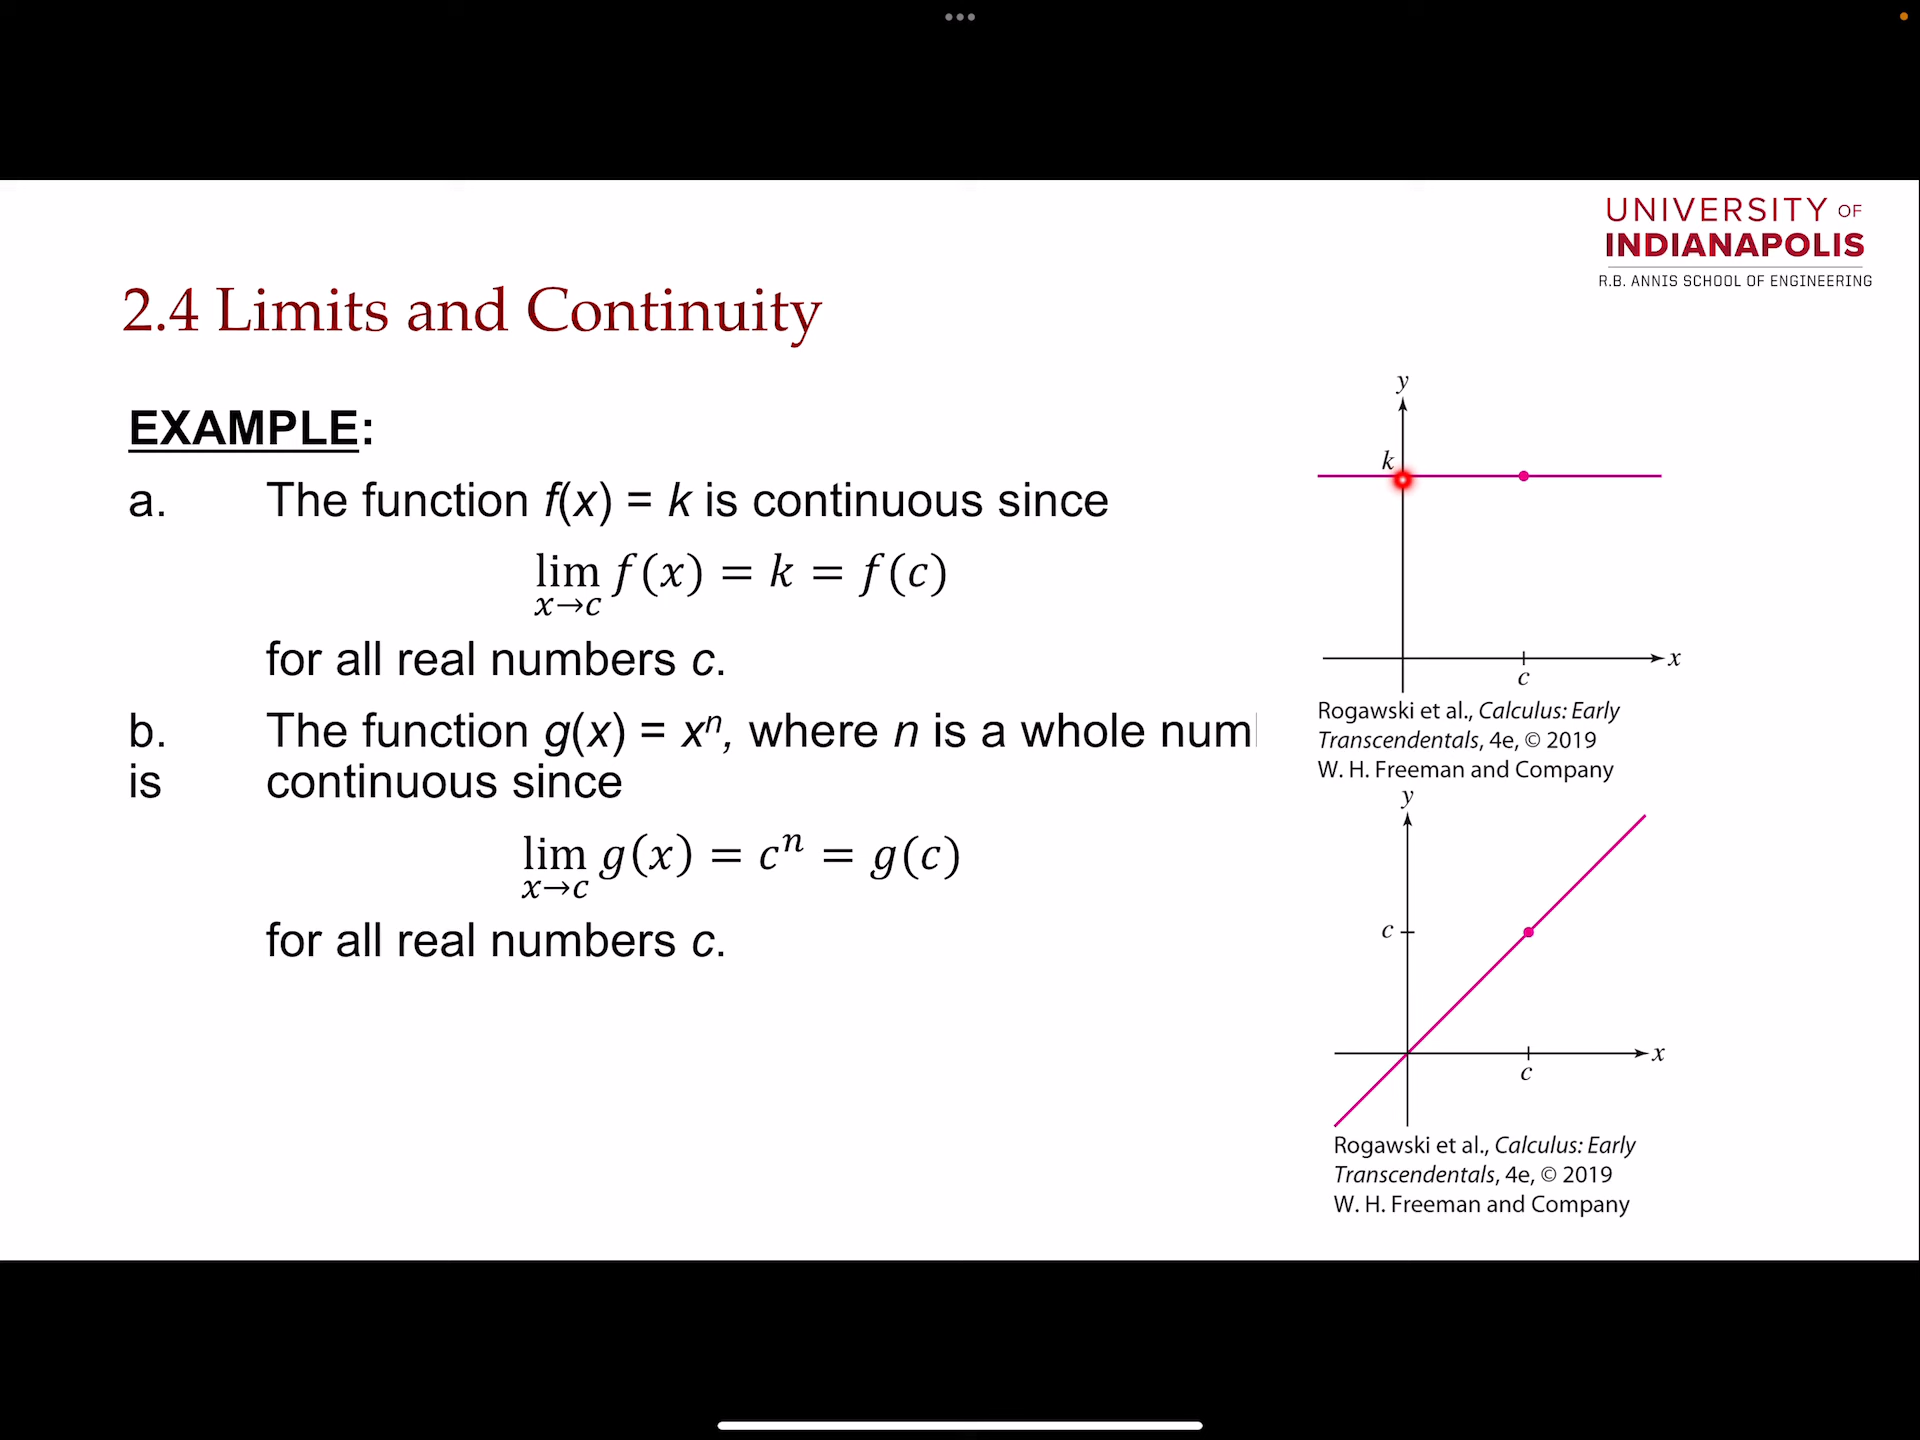 UNIVERSITY OF
INDIANAPOLIS
R.B. ANNIS SCHOOL OF ENGINEERING
2.4 Limits and Continuity
EXAMPLE:
a. The function f(x) = k is continuous since
lim x→c f(x) = k = f(c)
for all real numbers c.
b. The function g(x) = xⁿ, where n is a whole
is continuous since
lim x→c g(x) = cⁿ = g(c)
for all real numbers c.
y
k
x
c
Rogawski et al., Calculus: Early
Transcendentals, 4e, © 2019
W. H. Freeman and Company
y
c
x
c
Rogawski et al., Calculus: Early
Transcendentals, 4e, © 2019
W. H. Freeman and Company